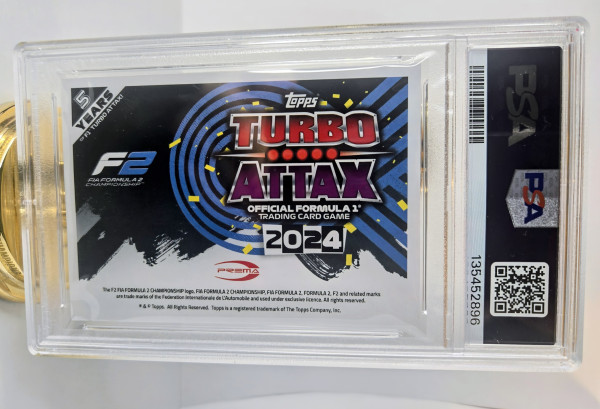 5
YEARS
OF F1 TURBO ATTAX!
F2
FIA FORMULA 2
CHAMPIONSHIP™
Topps
TURBO
ATTAX
OFFICIAL FORMULA 1®
TRADING CARD GAME
2024
PREMA
The F2 FIA FORMULA 2 CHAMPIONSHIP logo, FIA FORMULA 2 CHAMPIONSHIP, FIA FORMULA 2, FORMULA 2, F2 and related marks
are trade marks of the Federation Internationale de L'Automobile and used under exclusive licence. All rights reserved.
® & © Topps. All Rights Reserved. Topps is a registered trademark of The Topps Company, Inc.
PSA
PSA
135452896